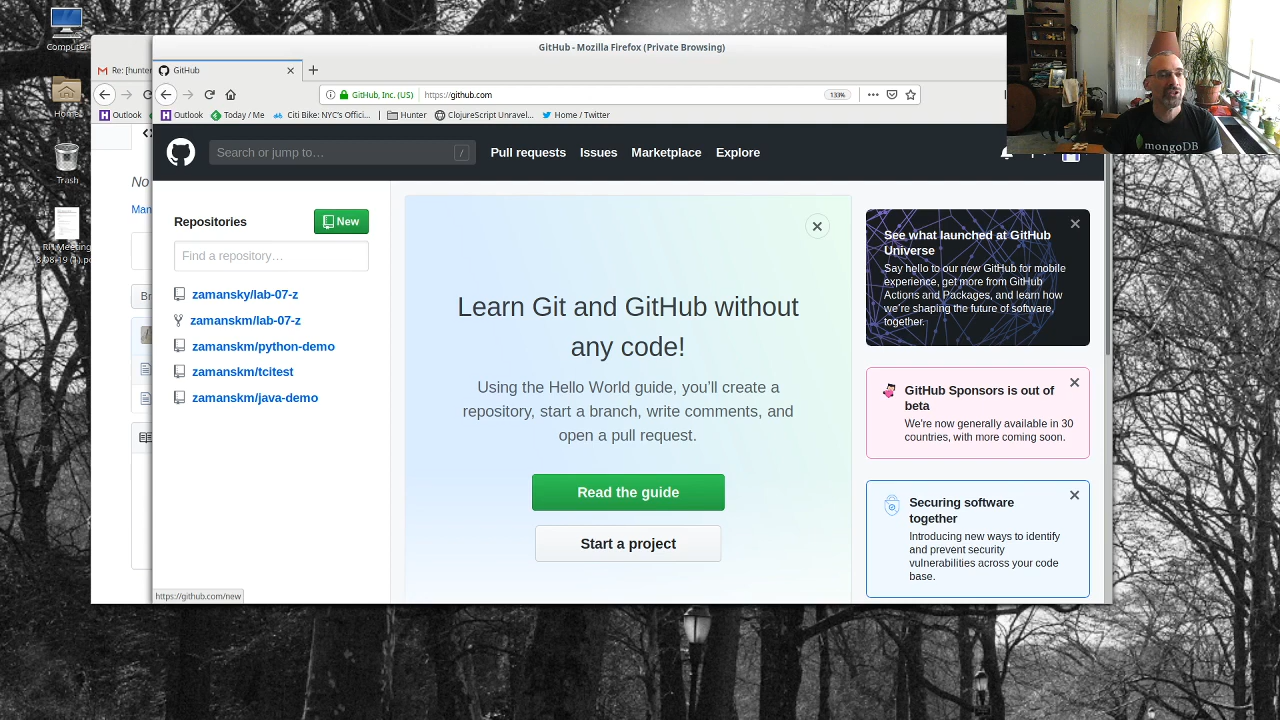 Computer
Home
Trash
GitHub - Mozilla Firefox (Private Browsing)
Re: [hunter
GitHub
GitHub, Inc. (US)
https://github.com
133%
Outlook
Outlook
Today / Me
Citi Bike: NYC's Offici...
Hunter
ClojureScript Unravel...
Home / Twitter
Search or jump to...
/
Pull requests
Issues
Marketplace
Explore
mongoDB
No
Man
Br
Repositories
New
Find a repository...
zamansky/lab-07-z
zamanskm/lab-07-z
zamanskm/python-demo
zamanskm/tcitest
zamanskm/java-demo
Learn Git and GitHub without
any code!
Using the Hello World guide, you'll create a
repository, start a branch, write comments, and
open a pull request.
Read the guide
Start a project
See what launched at GitHub
Universe
Say hello to our new GitHub for mobile
experience, get more from GitHub
Actions and Packages, and learn how
we're shaping the future of software,
together.
GitHub Sponsors is out of
beta
We're now generally available in 30
countries, with more coming soon.
Securing software
together
Introducing new ways to identify
and prevent security
vulnerabilities across your code
base.
https://github.com/new